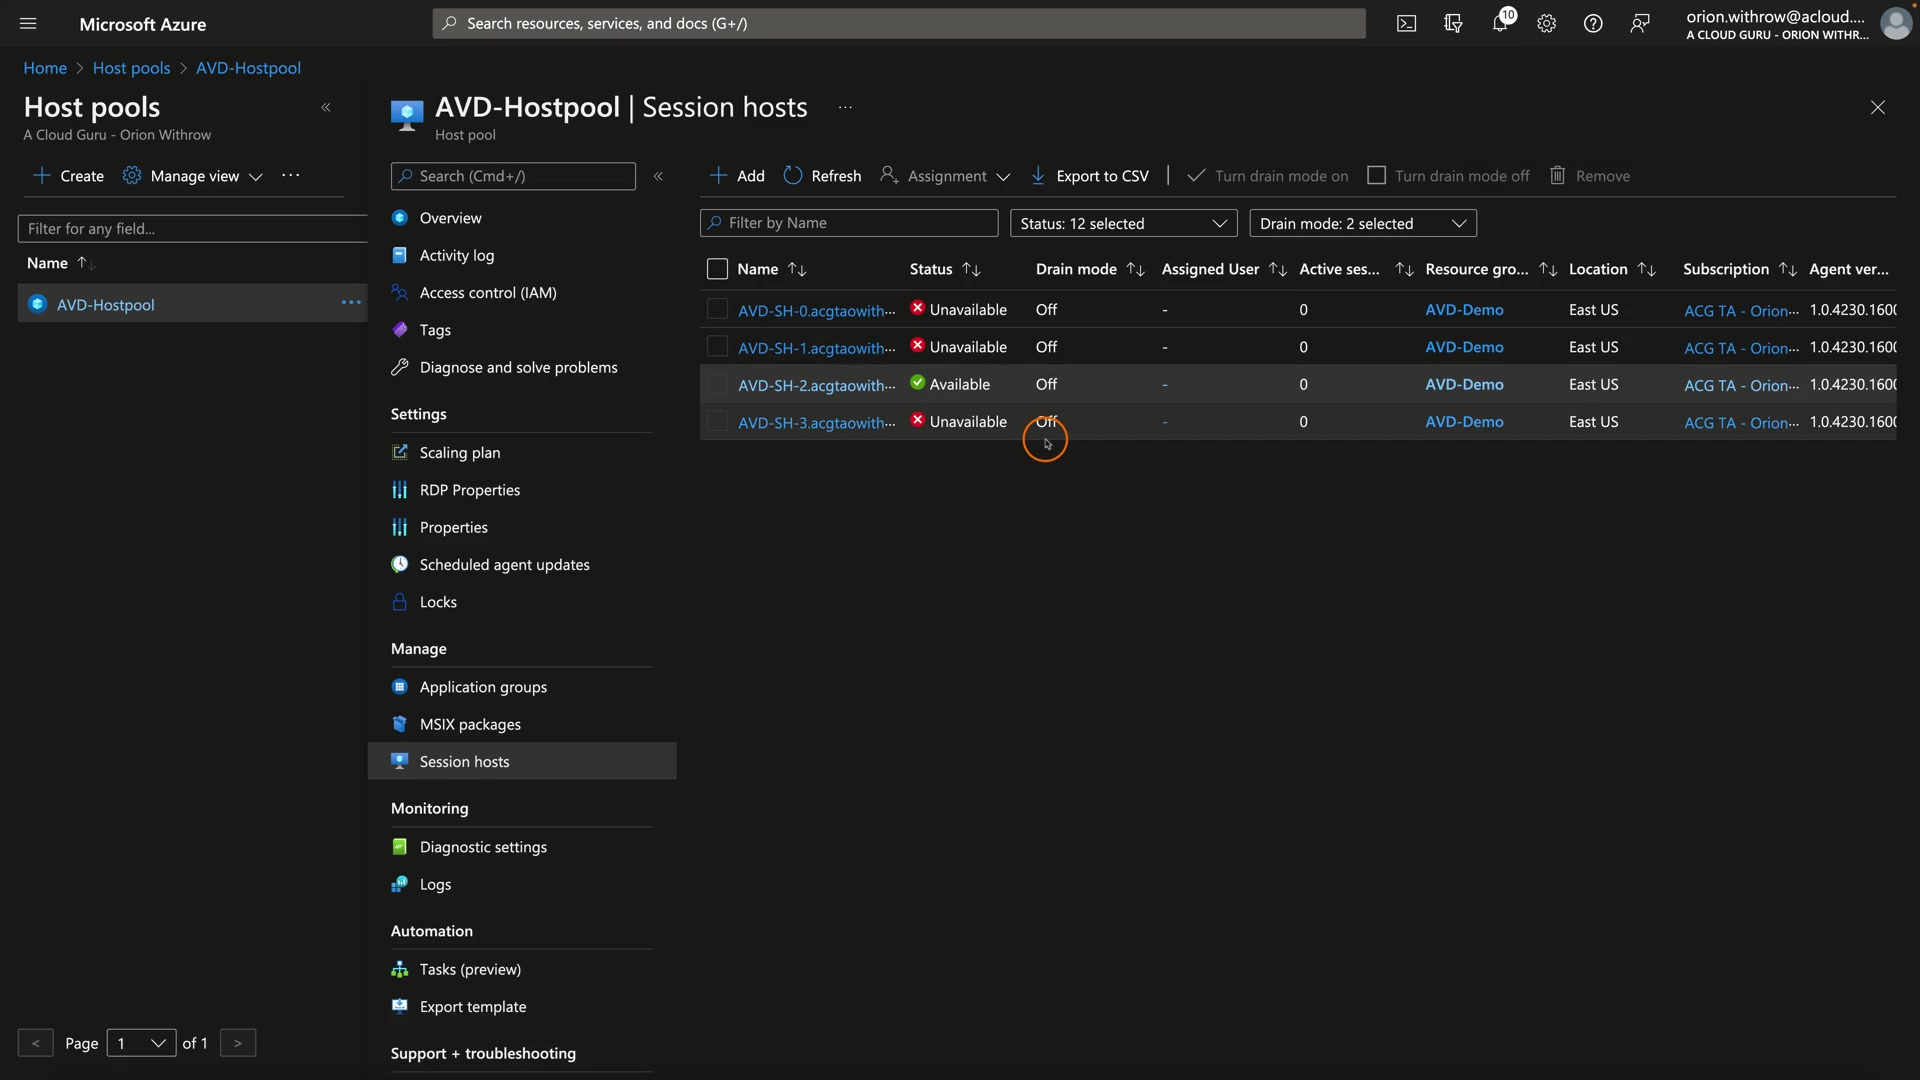 Microsoft Azure
Search resources, services, and docs (G+/)
10
orion.withrow@acloud....
A CLOUD GURU - ORION WITHR...
Home > Host pools > AVD-Hostpool
Host pools
A Cloud Guru - Orion Withrow
Create Manage view ...
Filter for any field...
Name
AVD-Hostpool ...
< Page 1 of 1 >
AVD-Hostpool | Session hosts ...
Host pool
Search (Cmd+/)
Overview
Activity log
Access control (IAM)
Tags
Diagnose and solve problems
Settings
Scaling plan
RDP Properties
Properties
Scheduled agent updates
Locks
Manage
Application groups
MSIX packages
Session hosts
Monitoring
Diagnostic settings
Logs
Automation
Tasks (preview)
Export template
Support + troubleshooting
Add Refresh Assignment Export to CSV | Turn drain mode on Turn drain mode off Remove
Filter by Name Status: 12 selected Drain mode: 2 selected
Name Status Drain mode Assigned User Active ses... Resource gro... Location Subscription Agent ver...
AVD-SH-0.acgtaowith... Unavailable Off - 0 AVD-Demo East US ACG TA - Orion... 1.0.4230.1600
AVD-SH-1.acgtaowith... Unavailable Off - 0 AVD-Demo East US ACG TA - Orion... 1.0.4230.1600
AVD-SH-2.acgtaowith... Available Off - 0 AVD-Demo East US ACG TA - Orion... 1.0.4230.1600
AVD-SH-3.acgtaowith... Unavailable Off - 0 AVD-Demo East US ACG TA - Orion... 1.0.4230.1600